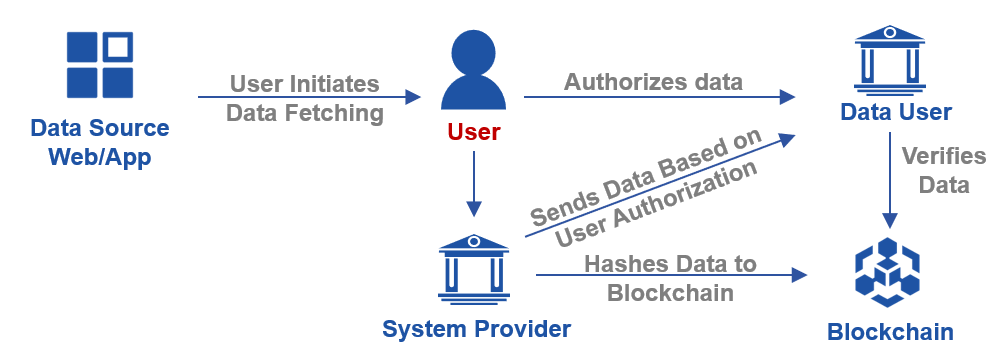 User Initiates
Data Fetching
Data Source
Web/App
User
Authorizes data
Data User
Verifies
Data
Sends Data Based on
User Authorization
Hashes Data to
Blockchain
System Provider
Blockchain